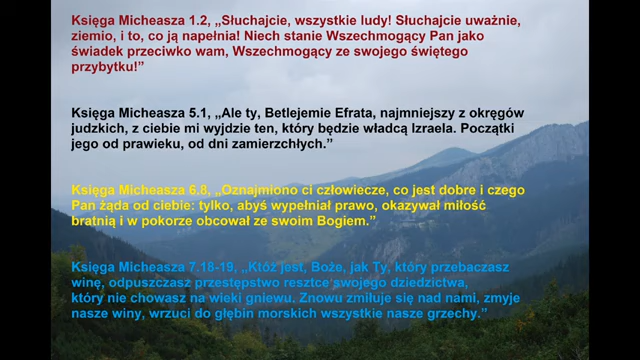 Księga Micheasza 1.2, „Słuchajcie, wszystkie ludy! Słuchajcie uważnie,
ziemio, i to, co ją napełnia! Niech stanie Wszechmogący Pan jako
świadek przeciwko wam, Wszechmogący ze swojego świętego
przybytku!”
Księga Micheasza 5.1, „Ale ty, Betlejemie Efrata, najmniejszy z okręgów
judzkich, z ciebie mi wyjdzie ten, który będzie władcą Izraela. Początki
jego od prawieku, od dni zamierzchłych.”
Księga Micheasza 6.8, „Oznajmiono ci człowiecze, co jest dobre i czego
Pan żąda od ciebie: tylko, abyś wypełniał prawo, okazywał miłość
bratnią i w pokorze obcował ze swoim Bogiem.”
Księga Micheasza 7.18-19, „Któż jest, Boże, jak Ty, który przebaczasz
winę, odpuszczasz przestępstwo resztce swojego dziedzictwa,
który nie chowasz na wieki gniewu. Znowu zmiłuje się nad nami, zmyje
nasze winy, wrzuci do głębin morskich wszystkie nasze grzechy.”